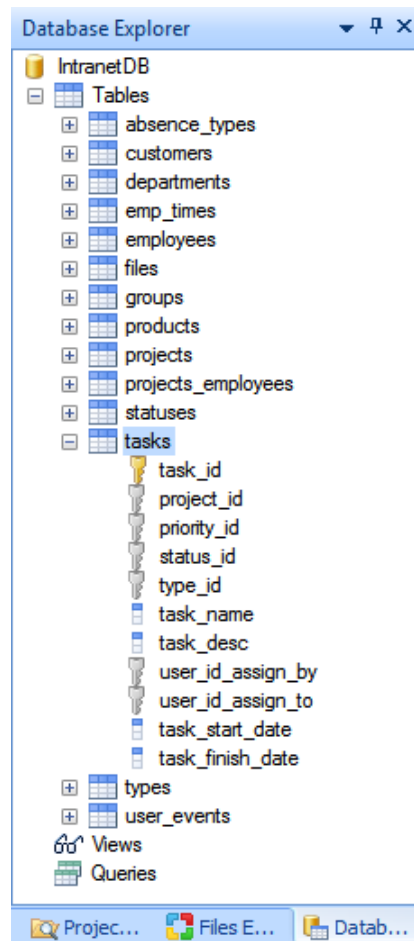 Database Explorer
IntranetDB
Tables
absence_types
customers
departments
emp_times
employees
files
groups
products
projects
projects_employees
statuses
tasks
task_id
project_id
priority_id
status_id
type_id
task_name
task_desc
user_id_assign_by
user_id_assign_to
task_start_date
task_finish_date
types
user_events
Views
Queries
Projec... Files E... Datab...